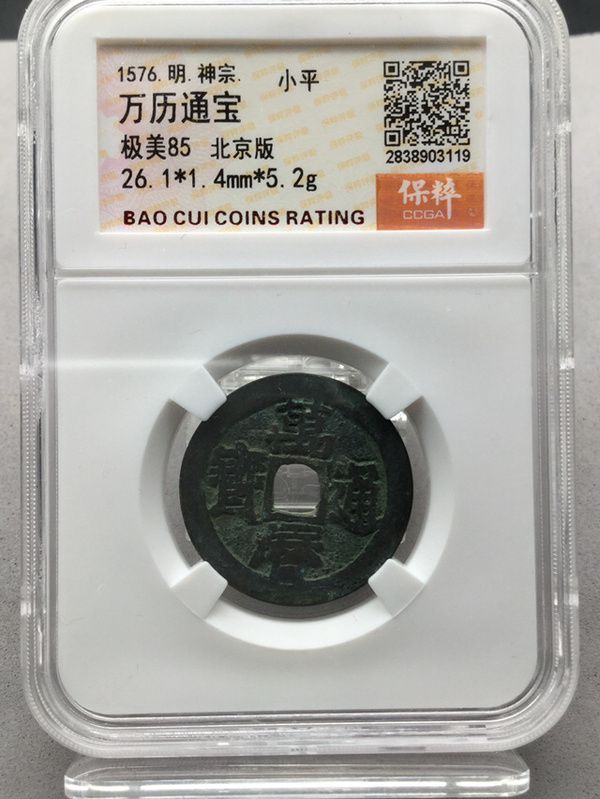 1576.明.神宗.
小平
万历通宝
极美85 北京版
26.1*1.4mm*5.2g
2838903119
保粹
CCGA
BAO CUI COINS RATING
萬曆通寶